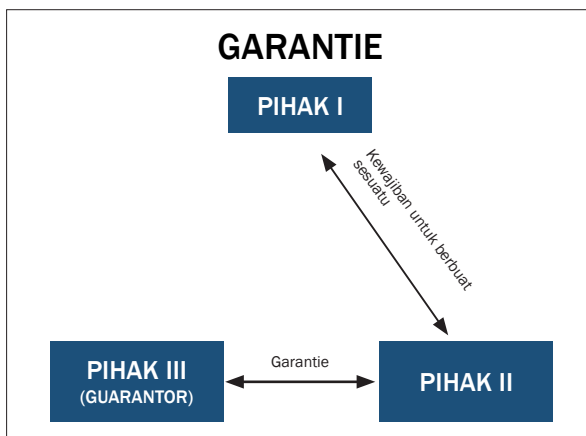 GARANTIE
PIHAK I
Kewajiban untuk berbuat
sesuatu
PIHAK III
(GUARANTOR)
Garantie
PIHAK II